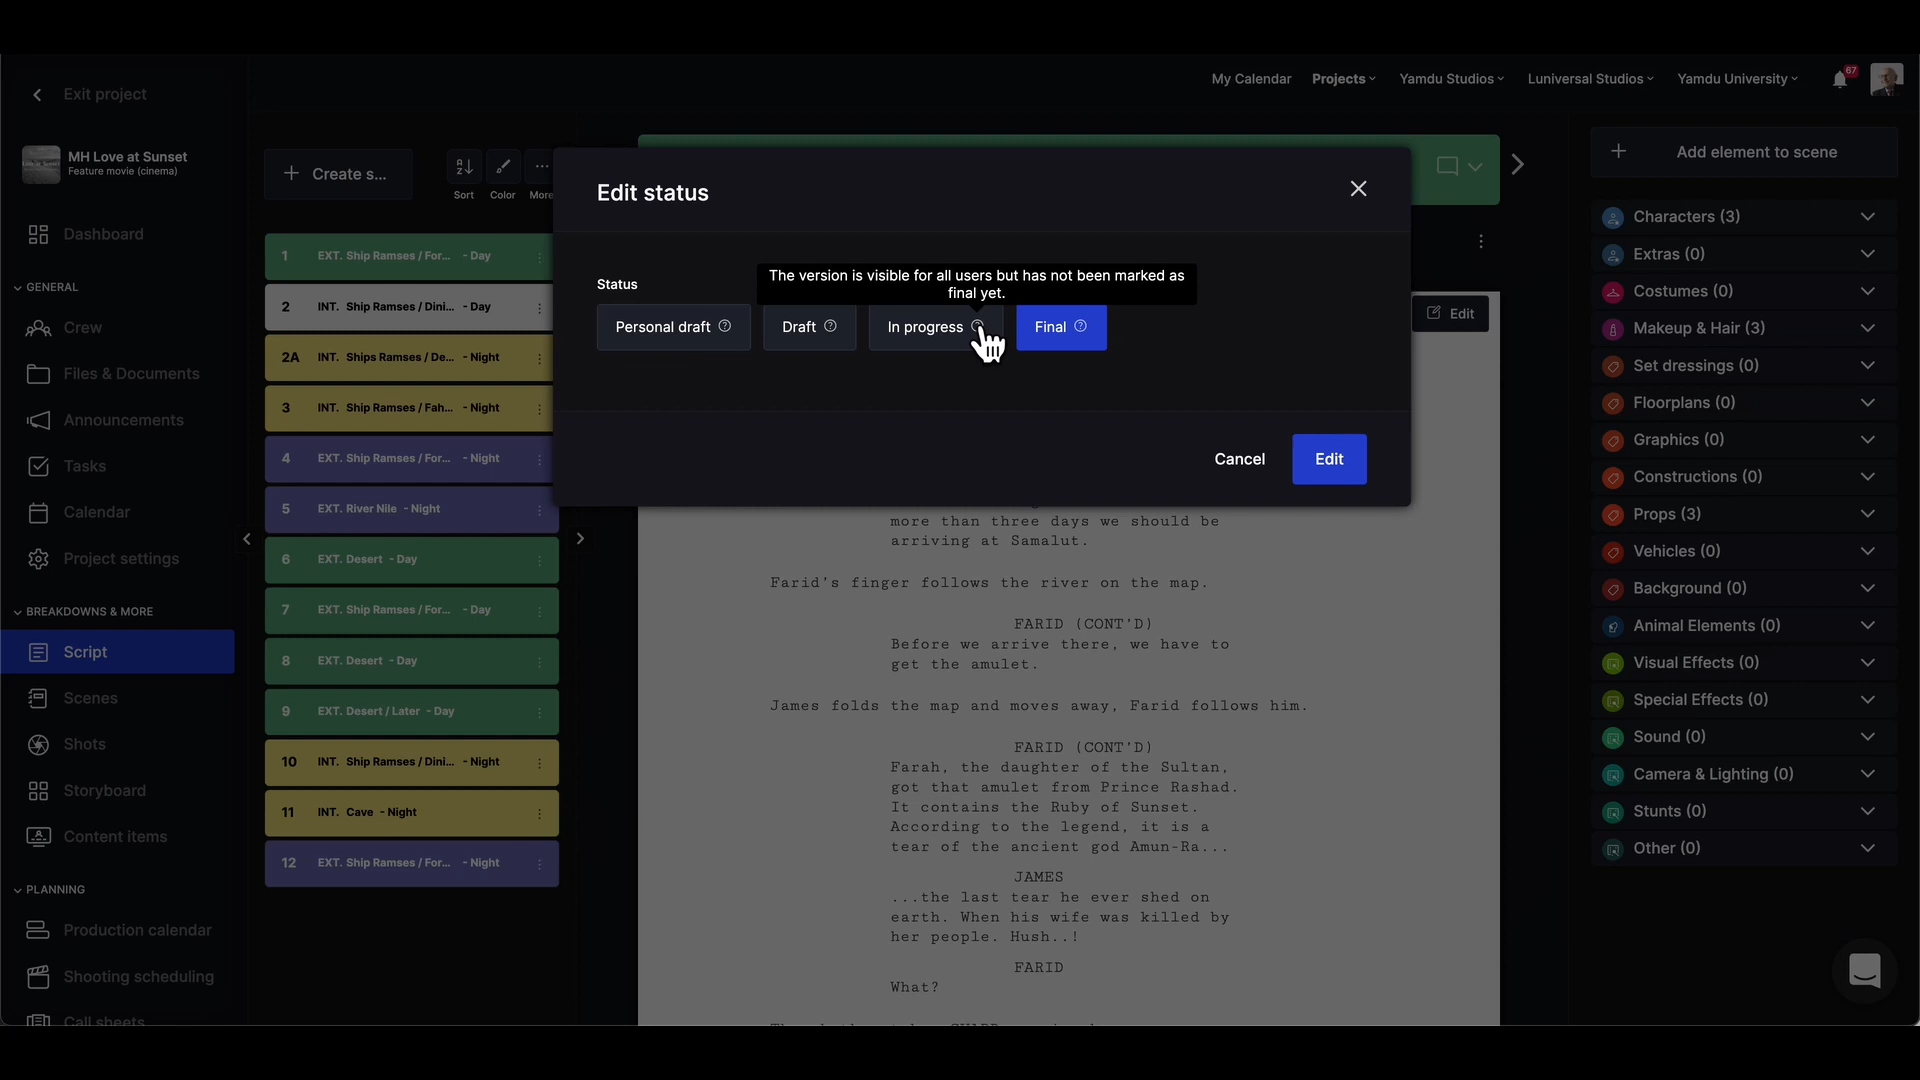 My Calendar
Projects
Yamdu Studios
Luniversal Studios
Yamdu University
67
Exit project
MH Love at Sunset
Feature movie (cinema)
Dashboard
GENERAL
Crew
Files & Documents
Announcements
Tasks
Calendar
Project settings
BREAKDOWNS & MORE
Script
Scenes
Shots
Storyboard
Content items
PLANNING
Production calendar
Shooting scheduling
Call sheets
Create s...
Sort
Color
More
1 EXT. Ship Ramses / For... - Day
2 INT. Ship Ramses / Dini... - Day
2A INT. Ships Ramses / De... - Night
3 INT. Ship Ramses / Fah... - Night
4 EXT. Ship Ramses / For... - Night
5 EXT. River Nile - Night
6 EXT. Desert - Day
7 EXT. Ship Ramses / For... - Day
8 EXT. Desert - Day
9 EXT. Desert / Later - Day
10 INT. Ship Ramses / Dini... - Night
11 INT. Cave - Night
12 EXT. Ship Ramses / For... - Night
Edit status
Status
The version is visible for all users but has not been marked as
final yet.
Personal draft
Draft
In progress
Final
Cancel
Edit
Edit
more than three days we should be
arriving at Samalut.
Farid's finger follows the river on the map.
FARID (CONT'D)
Before we arrive there, we have to
get the amulet.
James folds the map and moves away, Farid follows him.
FARID (CONT'D)
Farah, the daughter of the Sultan,
got that amulet from Prince Rashad.
It contains the Ruby of Sunset.
According to the legend, it is a
tear of the ancient god Amun-Ra...
JAMES
...the last tear he ever shed on
earth. When his wife was killed by
her people. Hush..!
FARID
What?
Add element to scene
Characters (3)
Extras (0)
Costumes (0)
Makeup & Hair (3)
Set dressings (0)
Floorplans (0)
Graphics (0)
Constructions (0)
Props (3)
Vehicles (0)
Background (0)
Animal Elements (0)
Visual Effects (0)
Special Effects (0)
Sound (0)
Camera & Lighting (0)
Stunts (0)
Other (0)